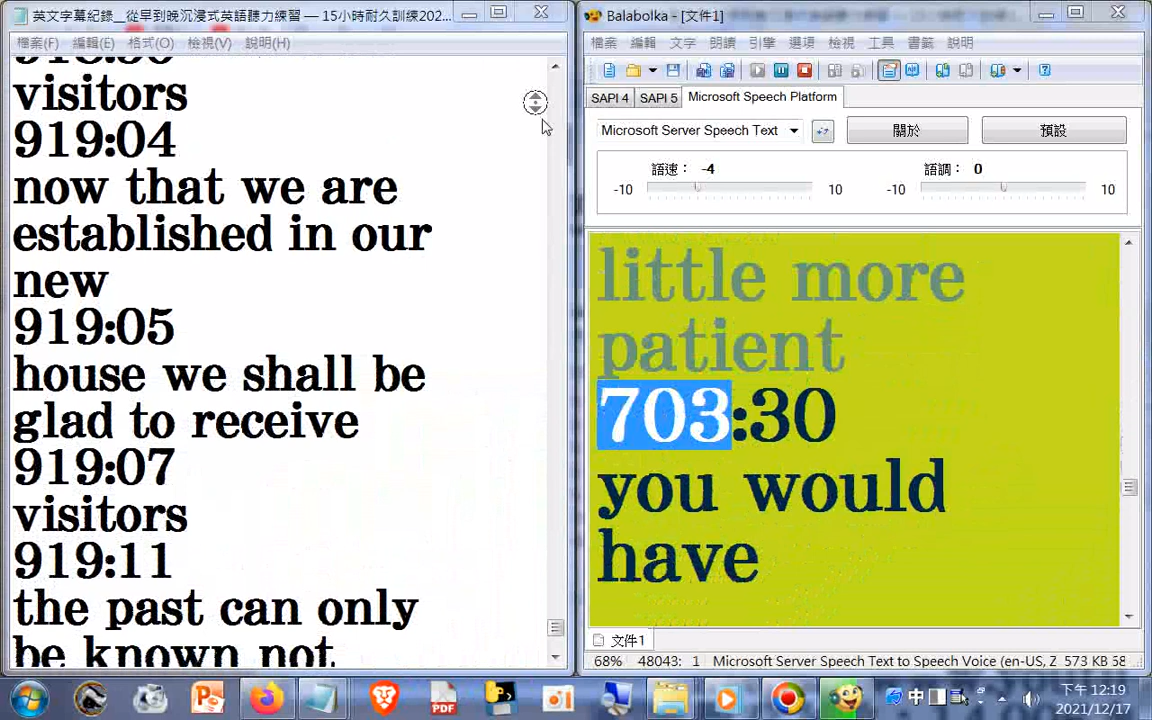 英文字幕紀錄__從早到晚沉浸式英語聽力練習 — 15小時耐久訓練202...
檔案(F) 編輯(E) 格式(O) 檢視(V) 說明(H)
918:58
visitors
919:04
now that we are
established in our
new
919:05
house we shall be
glad to receive
919:07
visitors
919:11
the past can only
be known not
Balabolka - [文件1]
檔案 編輯 文字 朗讀 引擎 選項 檢視 工具 書籤 說明
SAPI 4 SAPI 5 Microsoft Speech Platform
Microsoft Server Speech Text 關於 預設
語速： -4 語調： 0
-10 10 -10 10
little more
patient
703:30
you would
have
文件1
68% 48043: 1 Microsoft Server Speech Text to Speech Voice (en-US, Z 573 KB 58
PDF 中 下午 12:19
2021/12/17